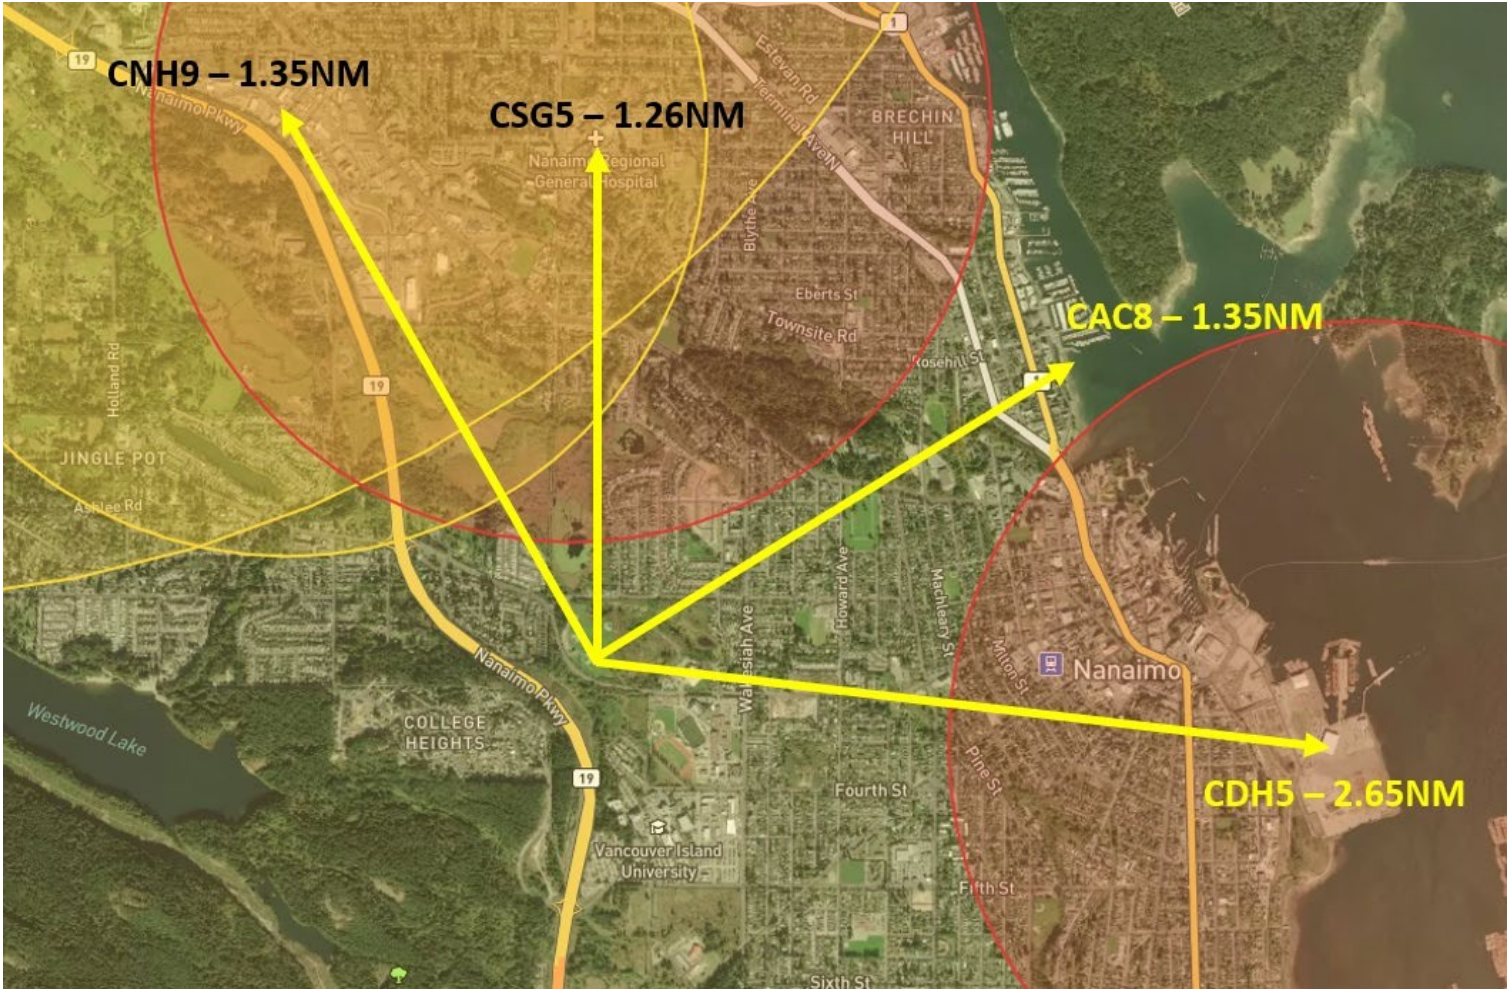 19
CNH9 – 1.35NM
Nanaimo Pkwy
CSG5 – 1.26NM
Nanaimo Regional
General Hospital
1
Estevan Rd
Terminal Ave N
BRECHIN
HILL
Blythe Ave
Eberts St
Townsite Rd
CAC8 – 1.35NM
Rosehill St
Holland Rd
19
JINGLE POT
Ashlee Rd
Howard Ave
Machleary St
Wakesiah Ave
Milton St
Nanaimo
Nanaimo Pkwy
Westwood Lake
COLLEGE
HEIGHTS
19
Pine St
Fourth St
CDH5 – 2.65NM
Vancouver Island
University
Fifth St
Sixth St